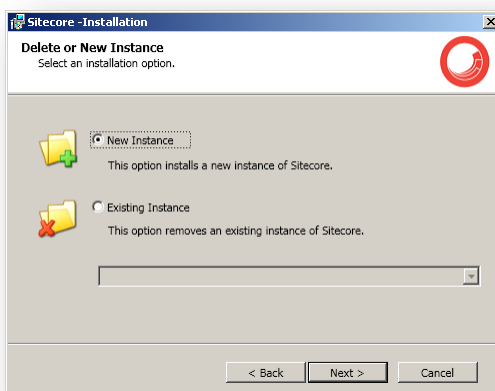 Sitecore -Installation
Delete or New Instance
Select an installation option.
New Instance
This option installs a new instance of Sitecore.
Existing Instance
This option removes an existing instance of Sitecore.
< Back Next > Cancel